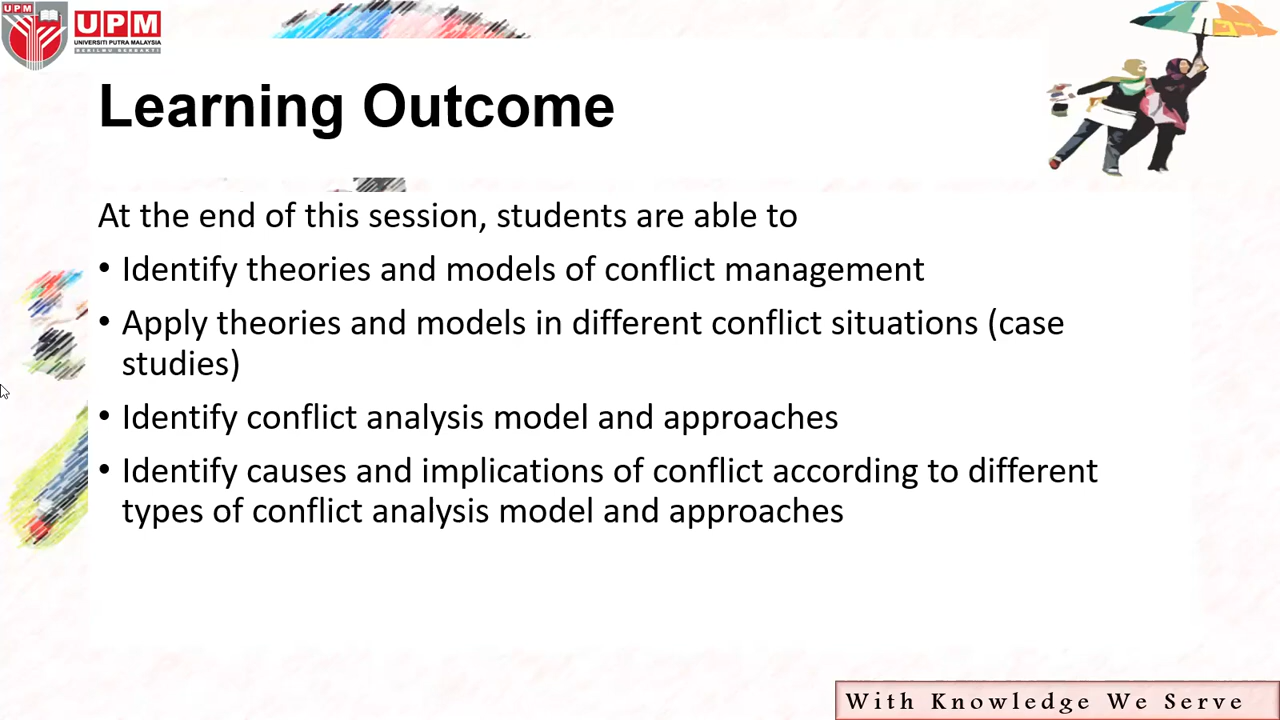 UPM
UPM
UNIVERSITI PUTRA MALAYSIA
BERILMU BERBAKTI
Learning Outcome
At the end of this session, students are able to
• Identify theories and models of conflict management
• Apply theories and models in different conflict situations (case
studies)
• Identify conflict analysis model and approaches
• Identify causes and implications of conflict according to different
types of conflict analysis model and approaches
With Knowledge We Serve